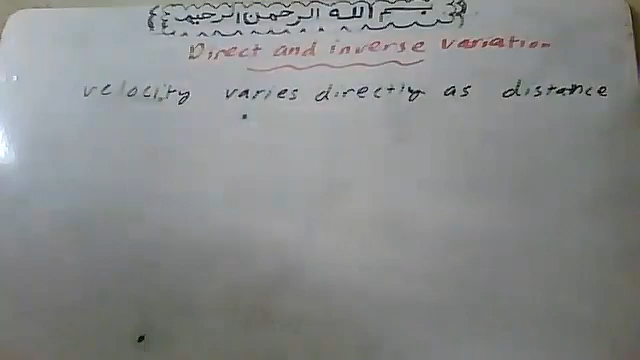 بسم الله الرحمن الرحيم
Direct and inverse variation
velocity varies directly as distance